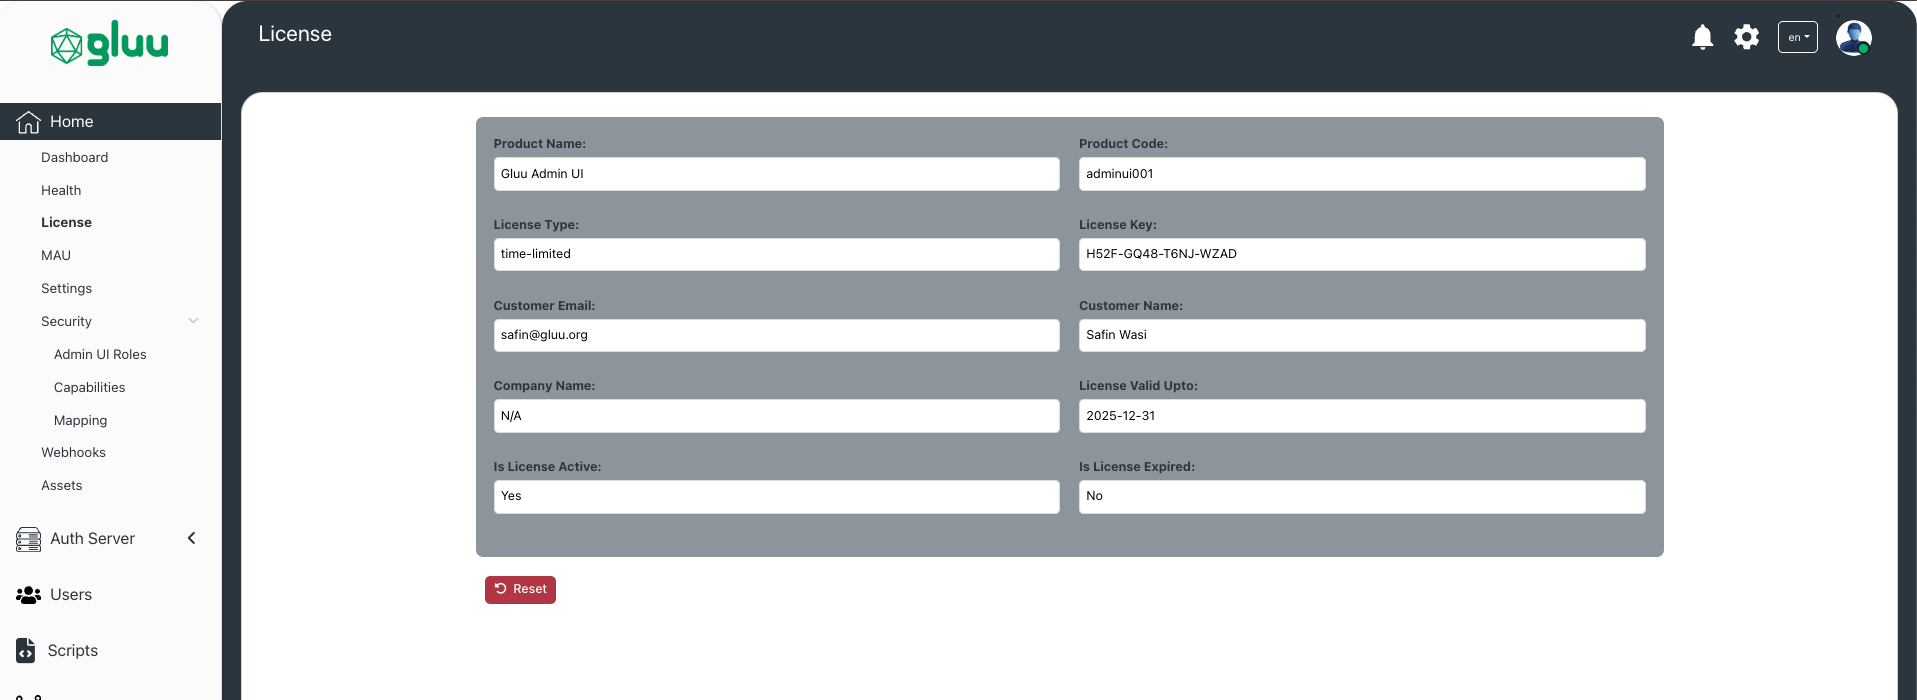 gluu
License
en
Home
Dashboard
Health
License
MAU
Settings
Security
Admin UI Roles
Capabilities
Mapping
Webhooks
Assets
Auth Server
Users
Scripts
Product Name:
Gluu Admin UI
Product Code:
adminui001
License Type:
time-limited
License Key:
H52F-GQ48-T6NJ-WZAD
Customer Email:
safin@gluu.org
Customer Name:
Safin Wasi
Company Name:
N/A
License Valid Upto:
2025-12-31
Is License Active:
Yes
Is License Expired:
No
Reset